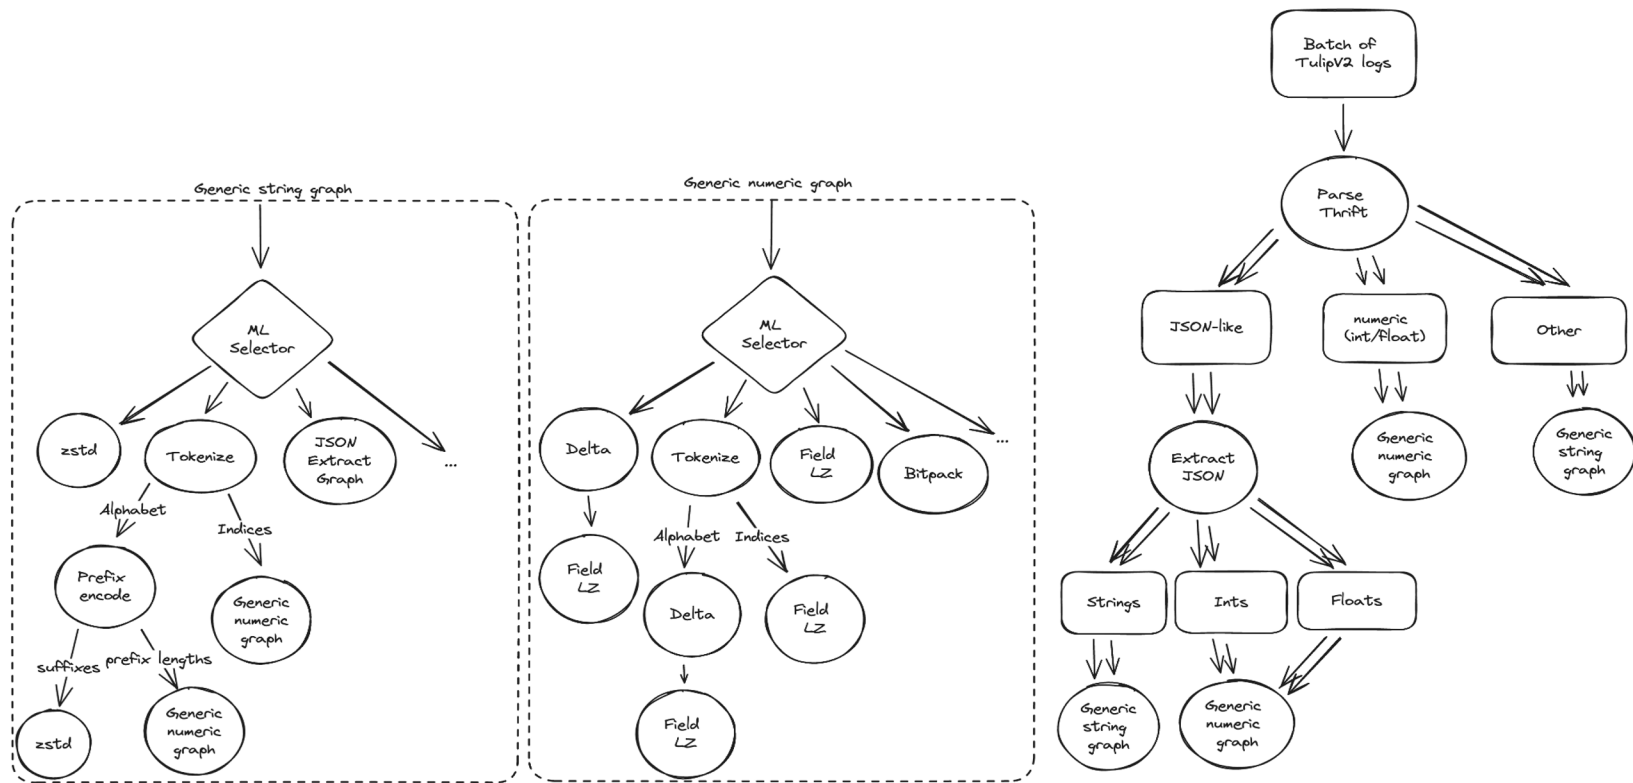 Generic string graph
ML
Selector
zstd
Tokenize
JSON
Extract
Graph
...
Alphabet
Indices
Prefix
encode
Generic
numeric
graph
suffixes
prefix lengths
zstd
Generic
numeric
graph
Generic numeric graph
ML
Selector
Delta
Tokenize
Field
LZ
Bitpack
...
Field
LZ
Alphabet
Indices
Delta
Field
LZ
Field
LZ
Batch of
TulipV2 logs
Parse
Thrift
JSON-like
numeric
(int/float)
Other
Extract
JSON
Generic
numeric
graph
Generic
string
graph
Strings
Ints
Floats
Generic
string
graph
Generic
numeric
graph